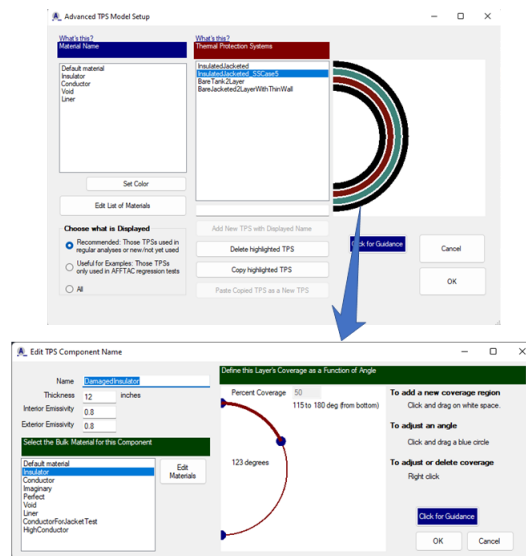 Advanced TPS Model Setup
What's this?
Material Name
Default material
Insulator
Conductor
Void
Liner
Set Color
Edit List of Materials
Choose what is Displayed
Recommended: Those TPSs used in
regular analyses or new/not yet used
Useful for Examples: Those TPSs
only used in AFFTAC regression tests
All
What's this?
Thermal Protection Systems
InsulatedJacketed
InsulatedJacketed_SSCase5
BareTank2Layer
BareJacketed2LayerWithThinWall
Add New TPS with Displayed Name
Delete highlighted TPS
Copy highlighted TPS
Paste Copied TPS as a New TPS
Click for Guidance
Cancel
OK
Edit TPS Component Name
Name DamagedInsulator
Thickness 12 inches
Interior Emissivity 0.8
Exterior Emissivity 0.8
Select the Bulk Material for this Component
Default material
Insulator
Conductor
Imaginary
Perfect
Void
Liner
ConductorForJacketTest
HighConductor
Edit
Materials
Define this Layer's Coverage as a Function of Angle
Percent Coverage 50
115 to 180 deg (from bottom)
123 degrees
To add a new coverage region
Click and drag on white space.
To adjust an angle
Click and drag a blue circle
To adjust or delete coverage
Right click
Click for Guidance
OK
Cancel